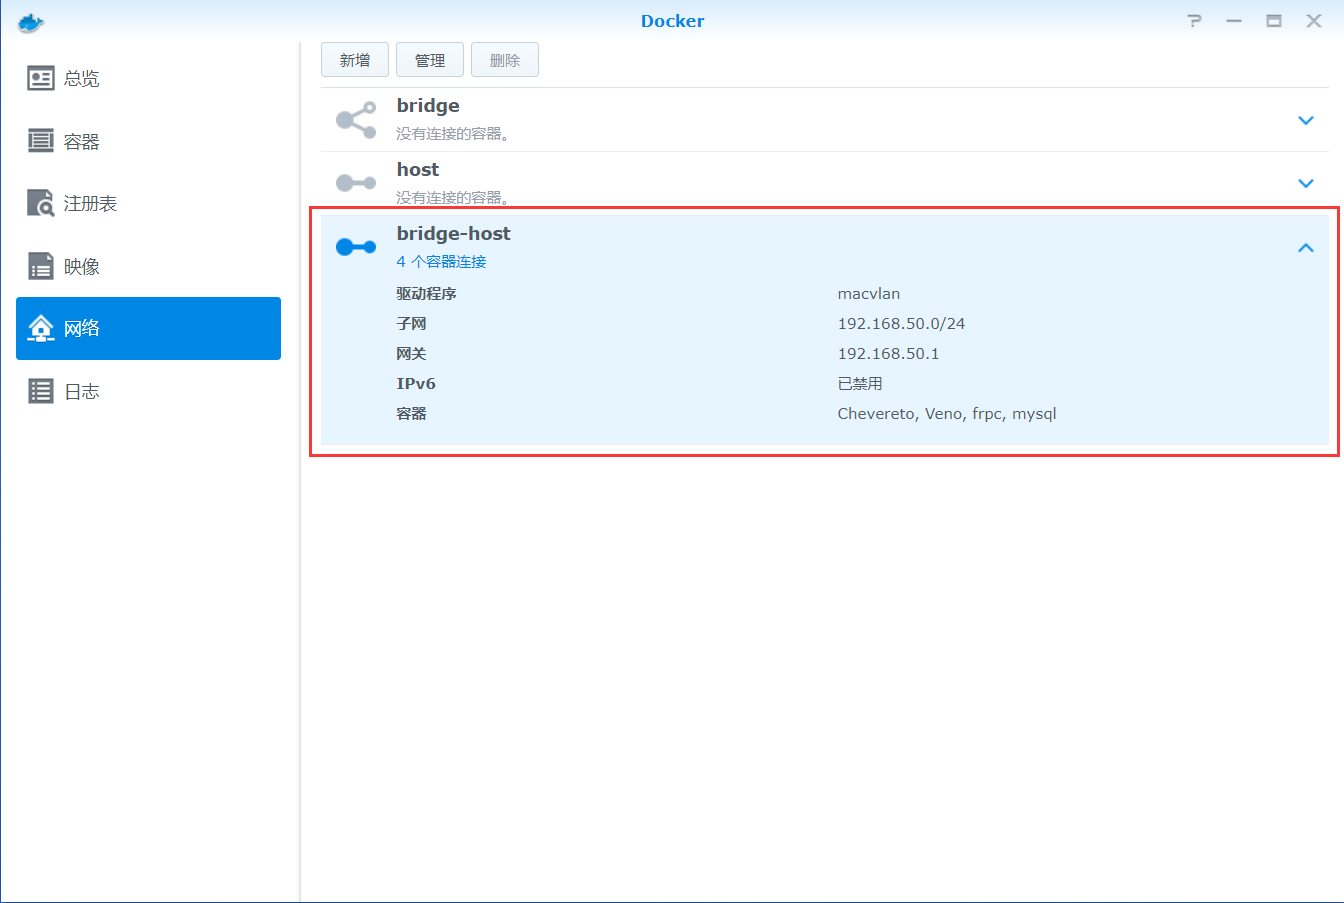 Docker
总览
容器
注册表
映像
网络
日志
新增 管理 删除
bridge
没有连接的容器。
host
没有连接的容器。
bridge-host
4 个容器连接
驱动程序 macvlan
子网 192.168.50.0/24
网关 192.168.50.1
IPv6 已禁用
容器 Chevereto, Veno, frpc, mysql